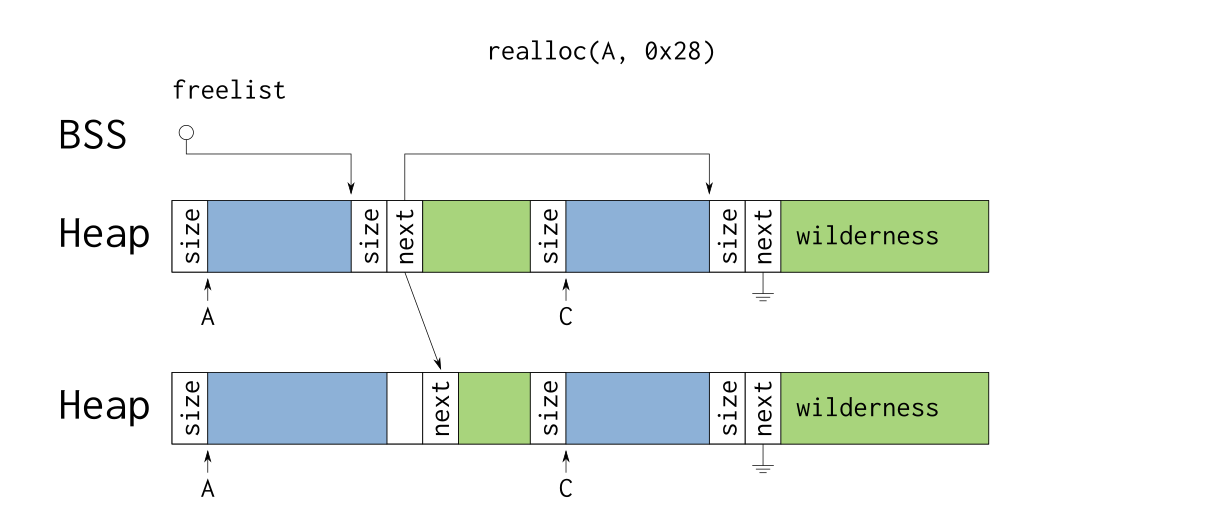 realloc(A, 0x28)
freelist
BSS
Heap size size next size size next wilderness
A C
Heap size next size size next wilderness
A C